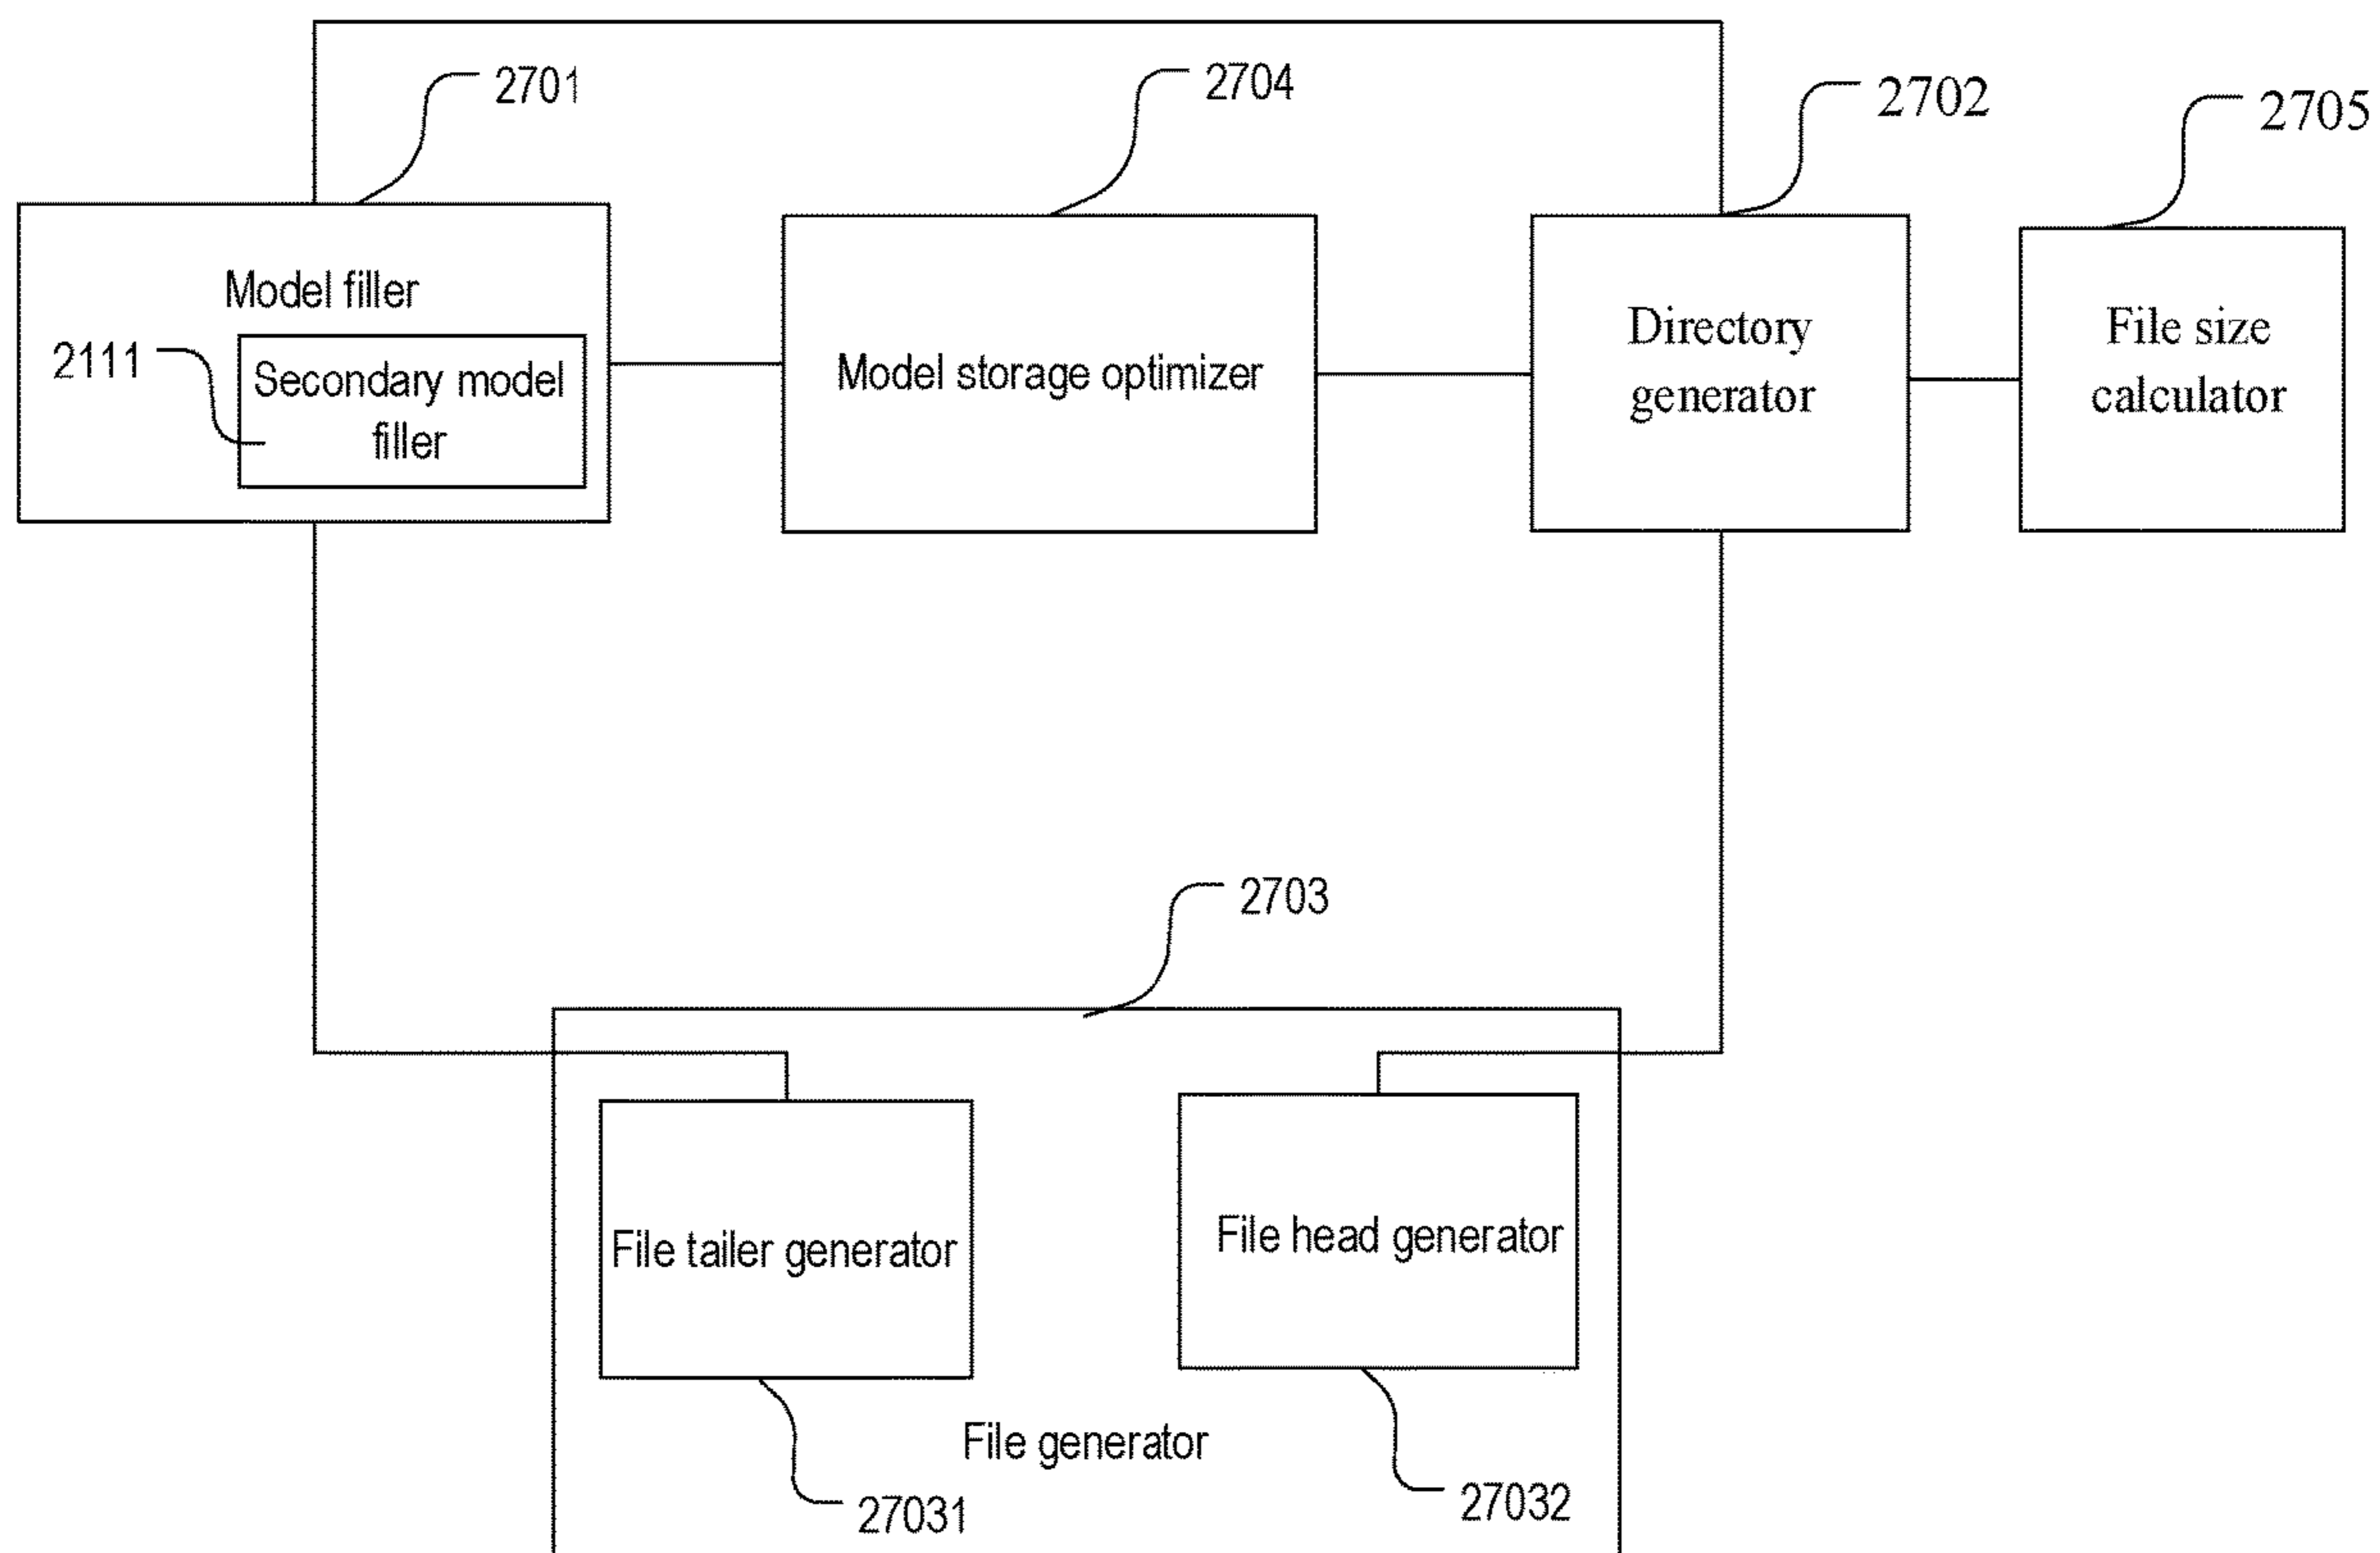 2701
2704
2702
2705
Model filler
2111
Secondary model
filler
Model storage optimizer
Directory
generator
File size
calculator
2703
File tailer generator
File head generator
File generator
27031
27032